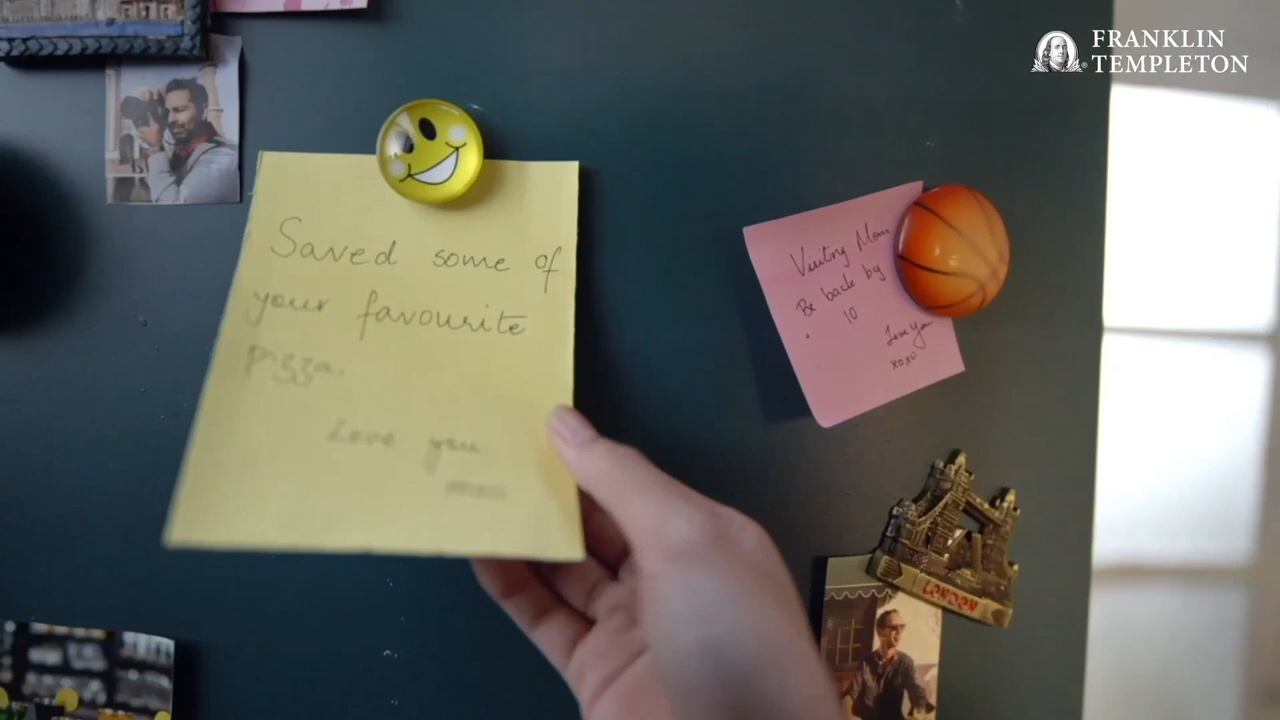 FRANKLIN
TEMPLETON
Saved some of
your favourite
pizza.
Love you
Visiting Mom
Be back by
10
Love you
xoxo
LONDON